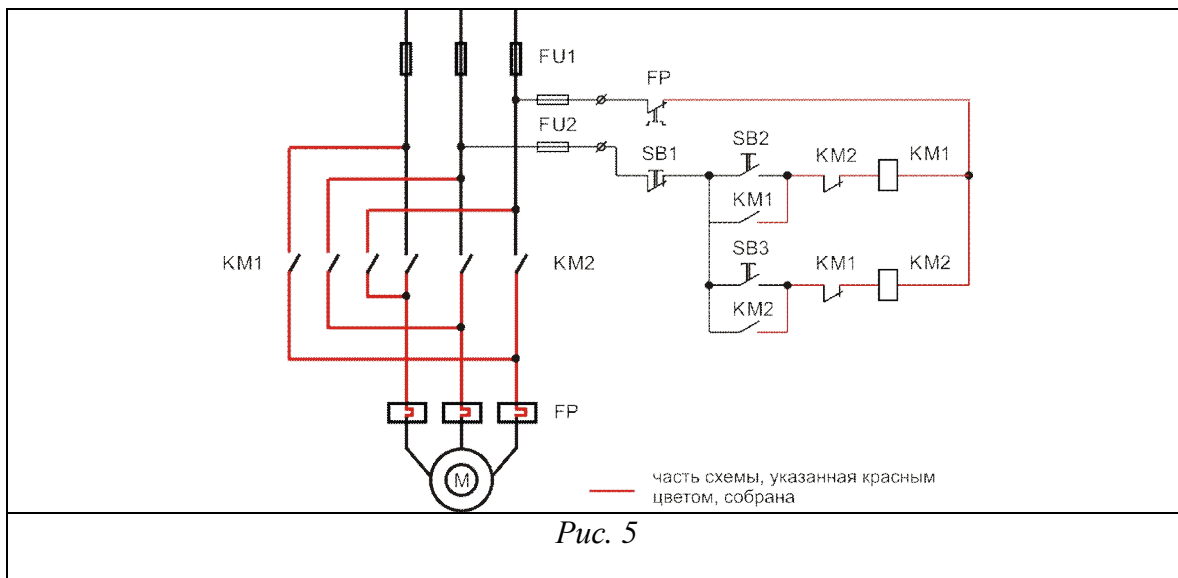 FU1
FP
FU2
SB1
SB2
KM2
KM1
KM1
SB3
KM1
KM2
KM2
KM1
KM2
FP
M
часть схемы, указанная красным
цветом, собрана
Рис. 5